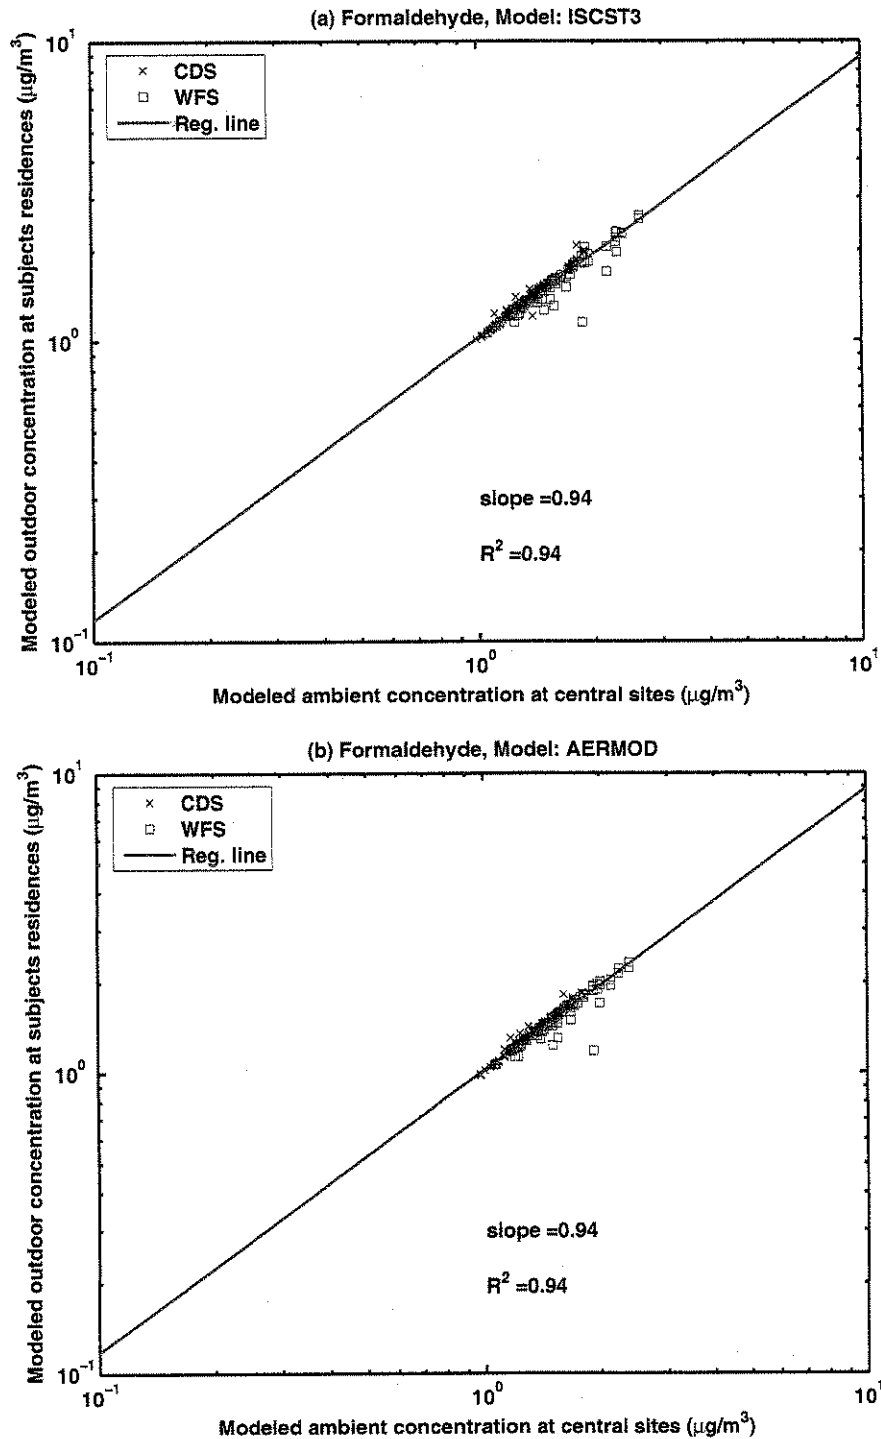 (a) Formaldehyde, Model: ISCST3
Modeled outdoor concentration at subjects residences (μg/m³)
10¹
10⁰
10⁻¹
× CDS
□ WFS
Reg. line
slope =0.94
R² =0.94
10⁻¹ 10⁰ 10¹
Modeled ambient concentration at central sites (μg/m³)
(b) Formaldehyde, Model: AERMOD
Modeled outdoor concentration at subjects residences (μg/m³)
10¹
10⁰
10⁻¹
× CDS
□ WFS
Reg. line
slope =0.94
R² =0.94
10⁻¹ 10⁰ 10¹
Modeled ambient concentration at central sites (μg/m³)